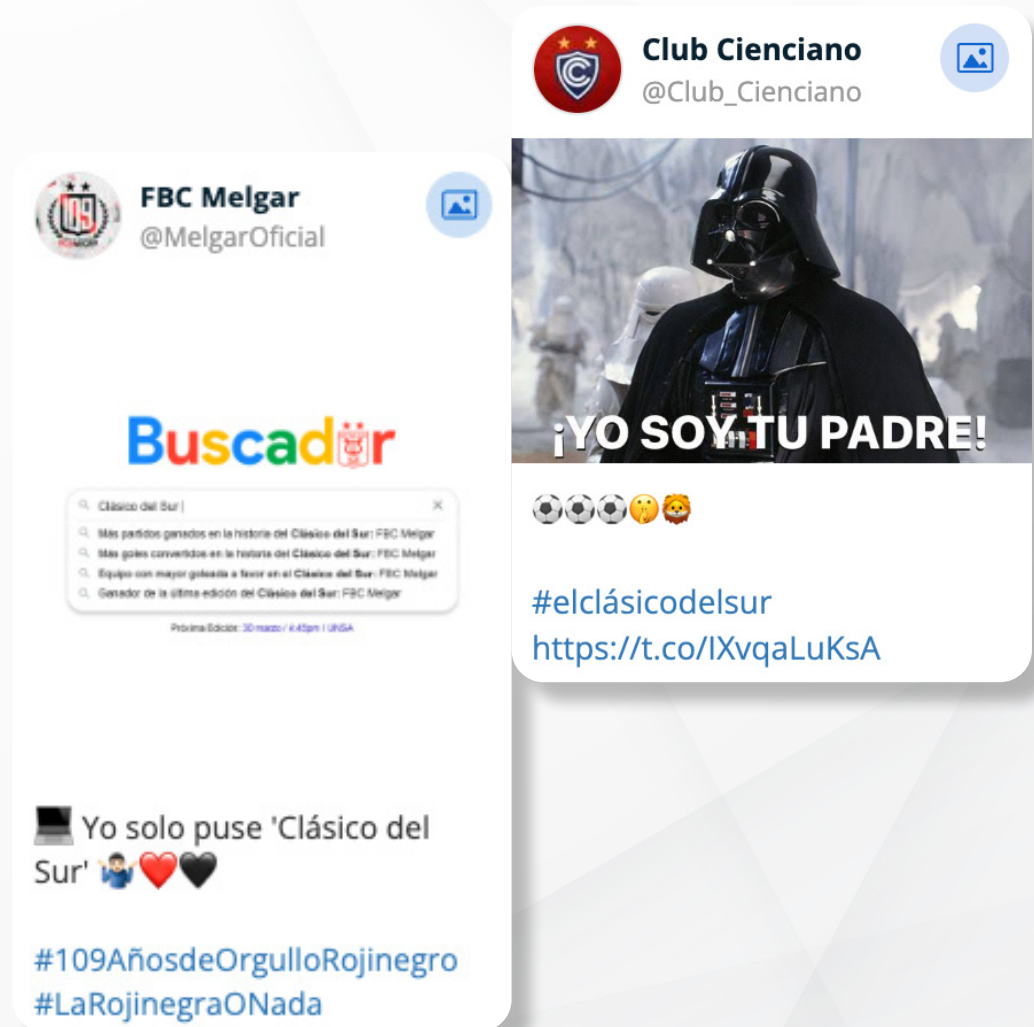 FBC Melgar
@MelgarOficial
Buscador
Clásico del Sur
Más partidos ganados en la historia del Clásico del Sur: FBC Melgar
Más goles convertidos en la historia del Clásico del Sur: FBC Melgar
Equipo con mayor goleada a favor en el Clásico del Sur: FBC Melgar
Ganador de la última edición del Clásico del Sur: FBC Melgar
Próxima Edición: 30 marzo / 4:45pm | UNSA
💻 Yo solo puse 'Clásico del
Sur' 🤷🏻‍♂️❤️🖤
#109AñosdeOrgulloRojinegro
#LaRojinegraONada
Club Cienciano
@Club_Cienciano
¡YO SOY TU PADRE!
⚽⚽⚽🤫🦁
#elclásicodelsur
https://t.co/lXvqaLuKsA